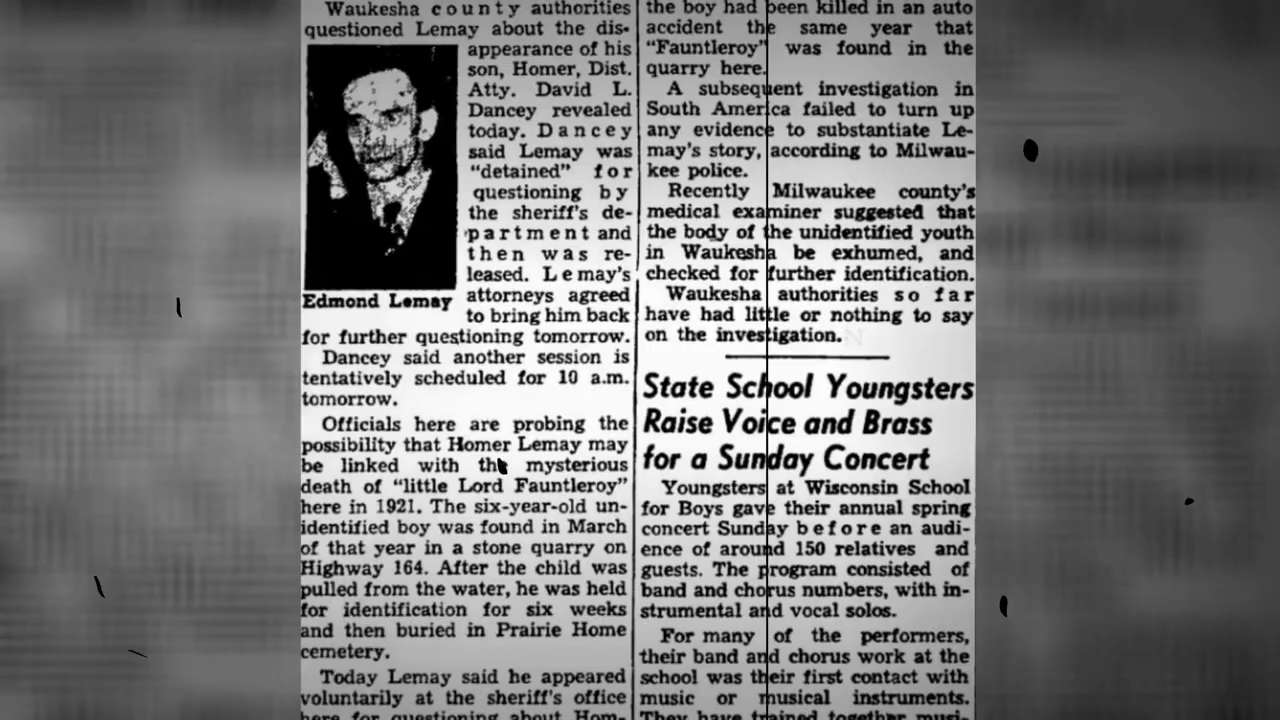 Waukesha county authorities
questioned Lemay about the dis-
appearance of his
son, Homer, Dist.
Atty. David L.
Dancey revealed
today. Dancey
said Lemay was
"detained" for
questioning by
the sheriff's de-
partment and
then was re-
leased. Lemay's
attorneys agreed
to bring him back
Edmond Lemay
for further questioning tomorrow.
Dancey said another session is
tentatively scheduled for 10 a.m.
tomorrow.
Officials here are probing the
possibility that Homer Lemay may
be linked with the mysterious
death of "little Lord Fauntleroy"
here in 1921. The six-year-old un-
identified boy was found in March
of that year in a stone quarry on
Highway 164. After the child was
pulled from the water, he was held
for identification for six weeks
and then buried in Prairie Home
cemetery.
Today Lemay said he appeared
voluntarily at the sheriff's office
here for questioning about Hom-
the boy had been killed in an auto
accident the same year that
"Fauntleroy" was found in the
quarry here.
A subsequent investigation in
South America failed to turn up
any evidence to substantiate Le-
may's story, according to Milwau-
kee police.
Recently Milwaukee county's
medical examiner suggested that
the body of the unidentified youth
in Waukesha be exhumed, and
checked for further identification.
Waukesha authorities so far
have had little or nothing to say
on the investigation.
State School Youngsters
Raise Voice and Brass
for a Sunday Concert
Youngsters at Wisconsin School
for Boys gave their annual spring
concert Sunday before an audi-
ence of around 150 relatives and
guests. The program consisted of
band and chorus numbers, with in-
strumental and vocal solos.
For many of the performers,
their band and chorus work at the
school was their first contact with
music or musical instruments.
They have trained together musi-